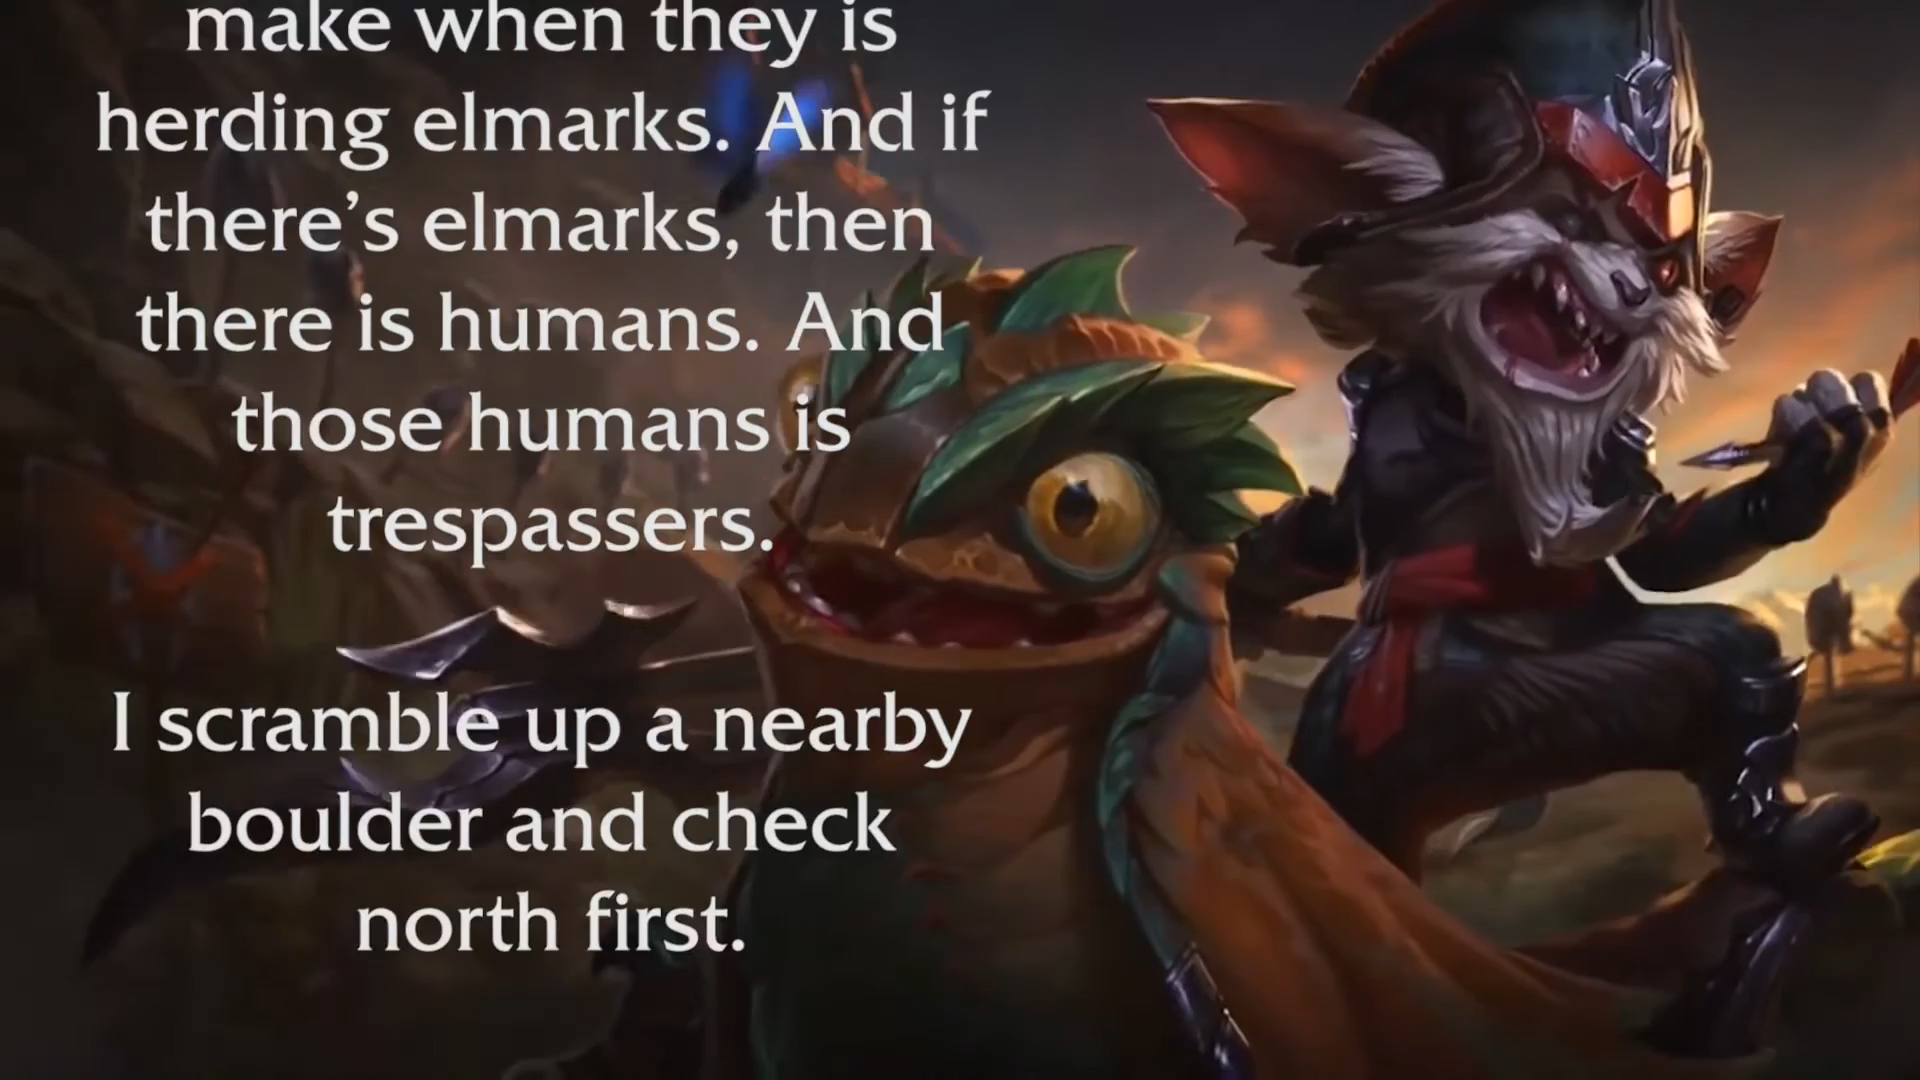 make when they is
herding elmarks. And if
there’s elmarks, then
there is humans. And
those humans is
trespassers.
I scramble up a nearby
boulder and check
north first.